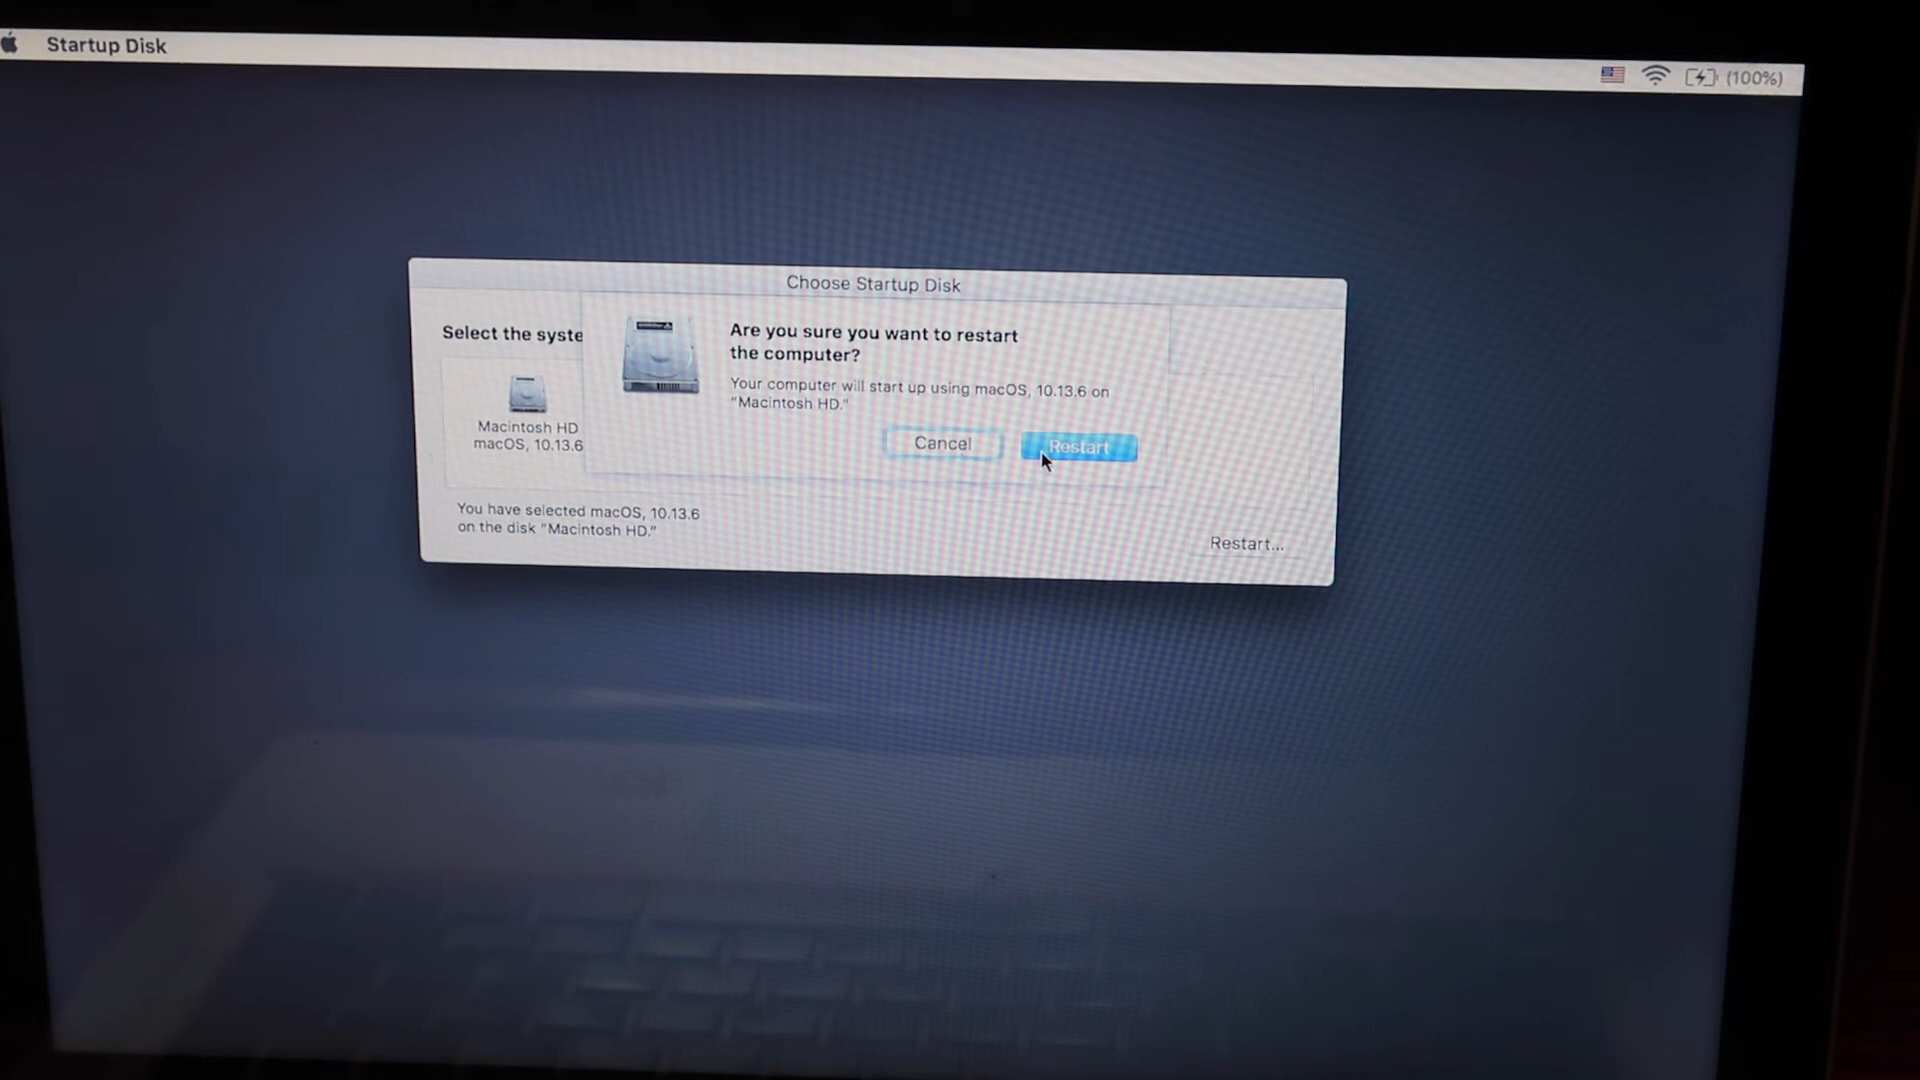 Startup Disk
(100%)
Choose Startup Disk
Select the syste
Are you sure you want to restart
the computer?
Your computer will start up using macOS, 10.13.6 on
“Macintosh HD.”
Cancel
Restart
Macintosh HD
macOS, 10.13.6
You have selected macOS, 10.13.6
on the disk “Macintosh HD.”
Restart...